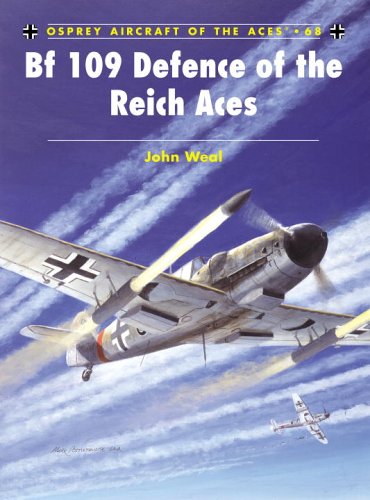 OSPREY AIRCRAFT OF THE ACES® • 68
Bf 109 Defence of the
Reich Aces
John Weal